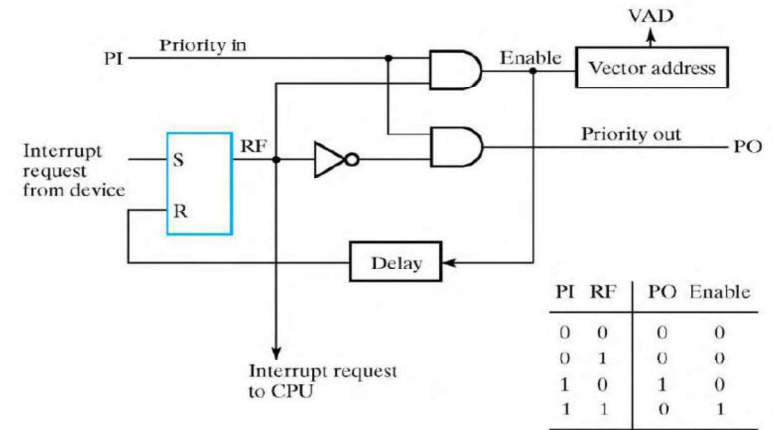 VAD
PI
Priority in
Enable
Vector address
Priority out
PO
Interrupt
request
from device
S
RF
R
Delay
Interrupt request
to CPU
PI RF PO Enable
0 0 0 0
0 1 0 0
1 0 1 0
1 1 0 1